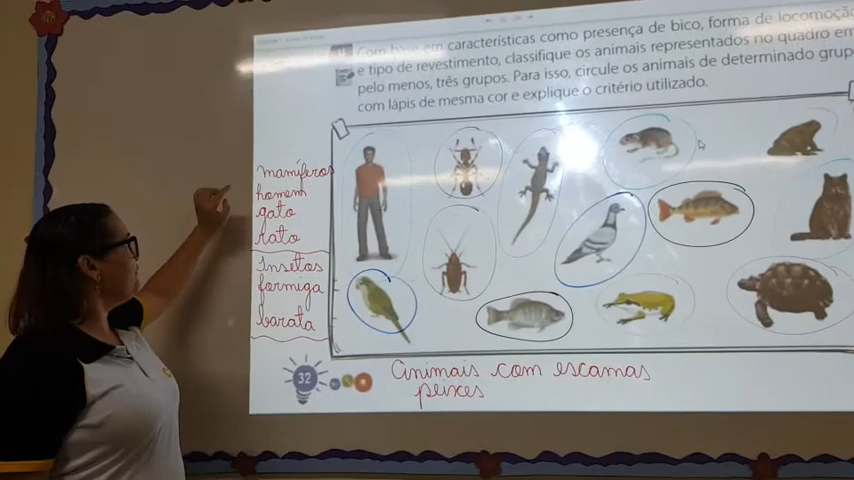 Com base em características como presença de bico, forma de locomoção
e tipo de revestimento, classifique os animais representados no quadro em
pelo menos, três grupos. Para isso, circule os animais de determinado grupo
com lápis de mesma cor e explique o critério utilizado.
mamíferos
homem
gato
rato
Insetos
formiga
barata
32
Animais com escamas
peixes